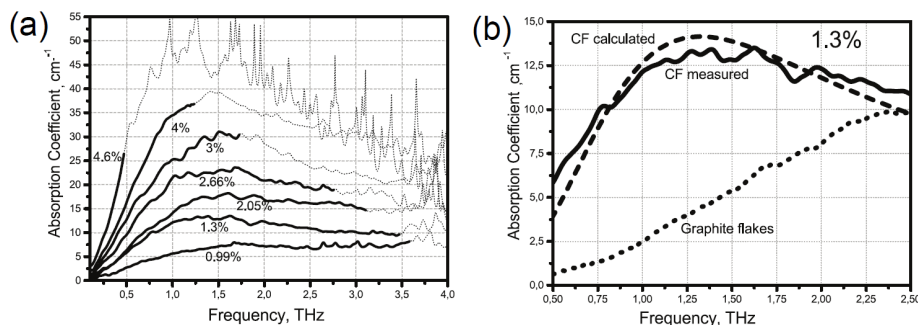 (a)
Absorption Coefficient, cm⁻¹
55
50
45
40
35
30
25
20
15
10
5
0
4.6%
4%
3%
2.66%
2.05%
1.3%
0.99%
0,5 1,0 1,5 2,0 2,5 3,0 3,5 4,0
Frequency, THz
(b)
Absorption Coefficient, cm⁻¹
15,0
12,5
10,0
7,5
5,0
2,5
0,0
1.3%
CF calculated
CF measured
Graphite flakes
0,50 0,75 1,00 1,25 1,50 1,75 2,00 2,25 2,50
Frequency, THz